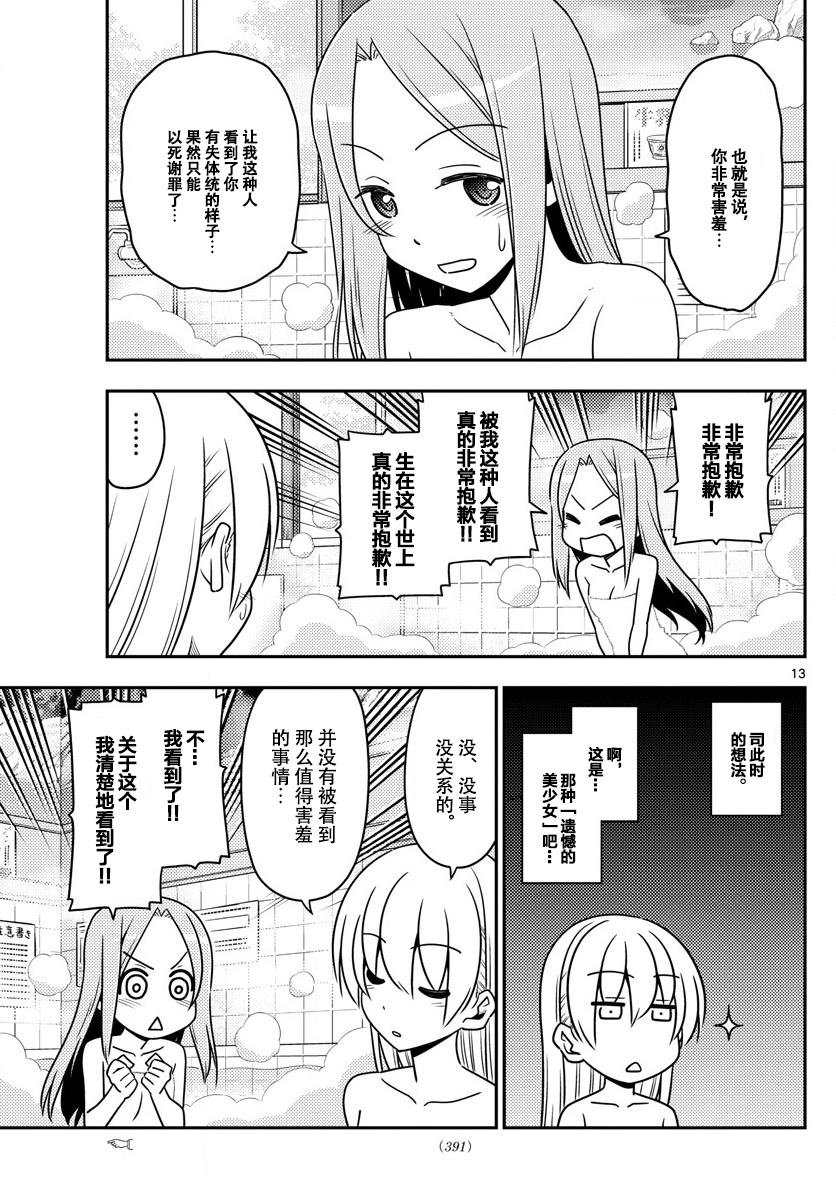 也就是说,
你非常害羞…
让我这种人
看到了你
有失体统的样子…
果然只能
以死谢罪了…
非常抱歉
非常抱歉!
被我这种人看到
真的非常抱歉!!
生在这个世上
真的非常抱歉!!
……
13
司此时
的想法。
啊,
这是…
那种「遗憾的
美少女」吧…
没、没事
没关系的。
并没有被看到
那么值得害羞
的事情…
不…
我看到了!!
关于这个
我清楚地看到了!!
(391)